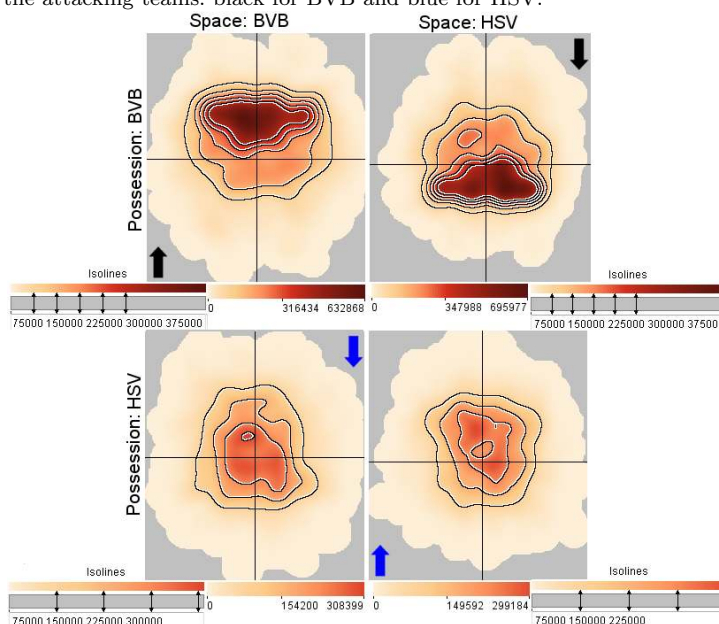 the attacking teams: black for BVB and blue for HSV.
Space: BVB
Space: HSV
Possession: BVB
Isolines
75000 150000 225000 300000 375000
0 316434 632868
0 347988 695977
Isolines
75000 150000 225000 300000 37500
Possession: HSV
Isolines
75000 150000 225000 300000
0 154200 308399
0 149592 299184
Isolines
75000 150000 225000